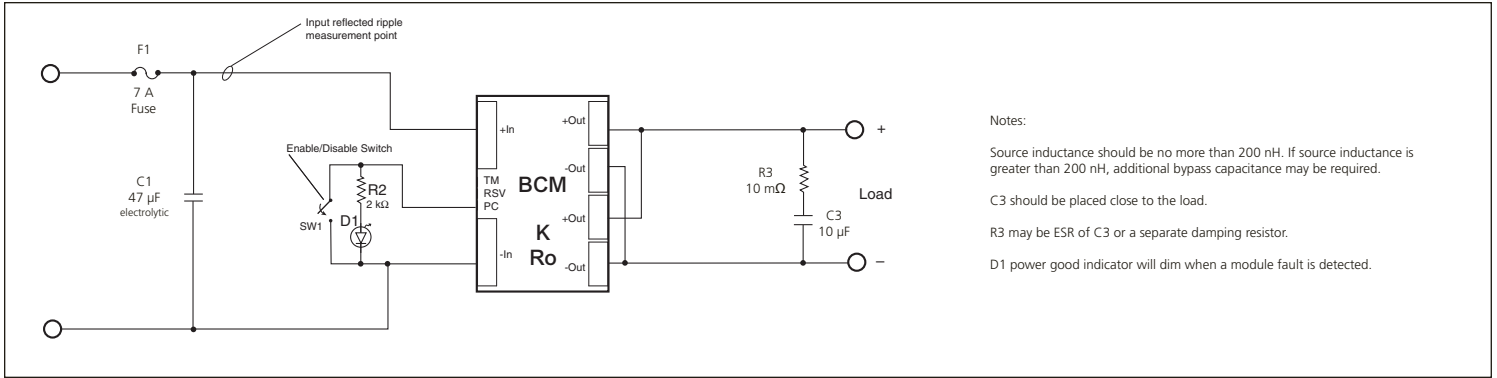 Input reflected ripple
measurement point
F1
7 A
Fuse
C1
47 µF
electrolytic
Enable/Disable Switch
SW1
R2
2 kΩ
D1
+In
TM
RSV
PC
-In
BCM
K
Ro
+Out
-Out
+Out
-Out
R3
10 mΩ
C3
10 µF
+
Load
–
Notes:
Source inductance should be no more than 200 nH. If source inductance is
greater than 200 nH, additional bypass capacitance may be required.
C3 should be placed close to the load.
R3 may be ESR of C3 or a separate damping resistor.
D1 power good indicator will dim when a module fault is detected.